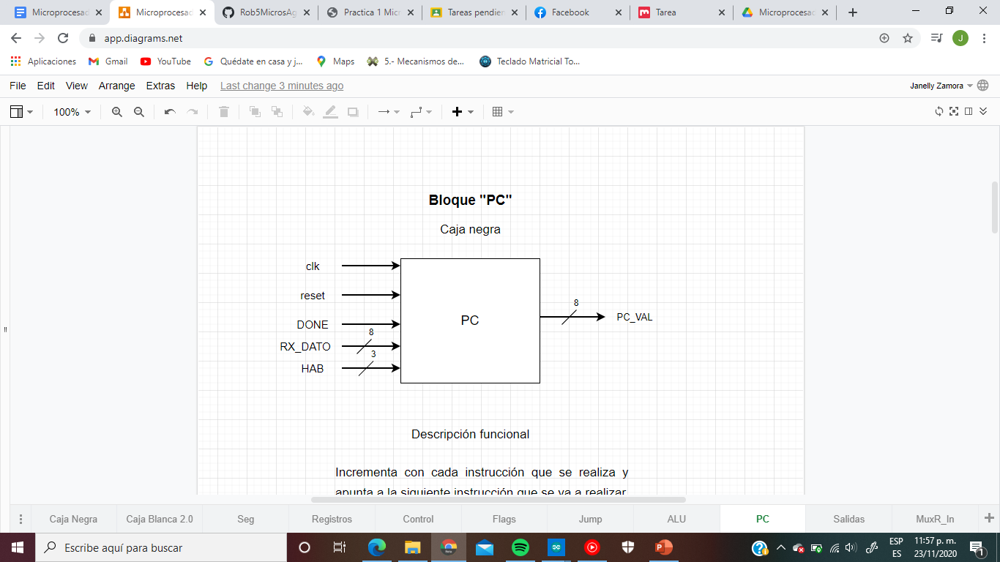 Microprocesad
Microprocesad
Rob5MicrosAg
Practica 1 Micr
Tareas pendien
Facebook
Tarea
Microprocesad
app.diagrams.net
J
Aplicaciones
Gmail
YouTube
Quédate en casa y j...
Maps
5.- Mecanismos de...
Teclado Matricial To...
File Edit View Arrange Extras Help Last change 3 minutes ago
Janelly Zamora
100%
Bloque "PC"
Caja negra
clk
reset
DONE
8
RX_DATO
3
HAB
PC
8
PC_VAL
Descripción funcional
Incrementa con cada instrucción que se realiza y
apunta a la siguiente instrucción que se va a realizar
Caja Negra
Caja Blanca 2.0
Seg
Registros
Control
Flags
Jump
ALU
PC
Salidas
MuxR_In
Escribe aquí para buscar
ESP
ES
11:57 p. m.
23/11/2020
1